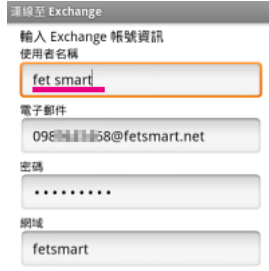 連線至 Exchange
輸入 Exchange 帳號資訊
使用者名稱
fet smart
電子郵件
098 58@fetsmart.net
密碼
•••••••••
網域
fetsmart